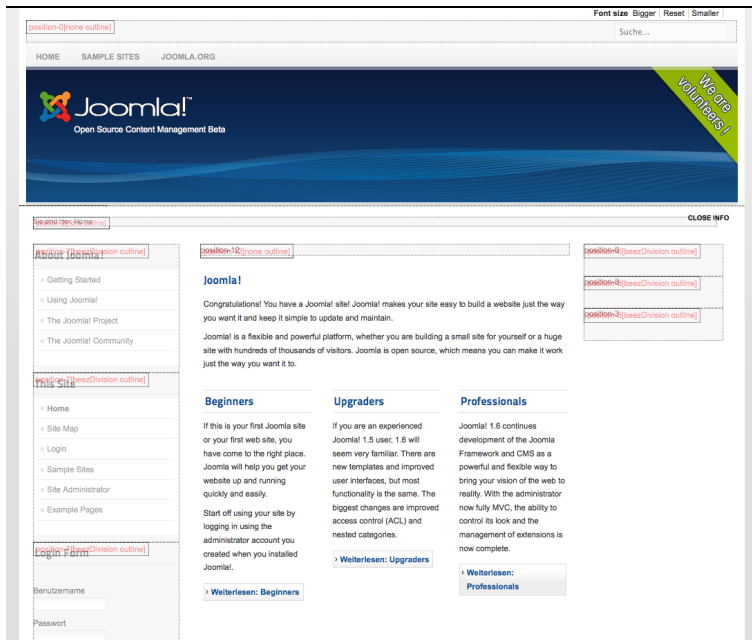 Font size Bigger Reset Smaller
position-0[none outline]
Suche...
HOME SAMPLE SITES JOOMLA.ORG
We are
volunteers !
Joomla!™
Open Source Content Management Beta
Sie sind hier: Home
CLOSE INFO
position-7[beezDivision outline]
About Joomla!
Getting Started
Using Joomla!
The Joomla! Project
The Joomla! Community
position-7[beezDivision outline]
This Site
Home
Site Map
Login
Sample Sites
Site Administrator
Example Pages
position-7[beezDivision outline]
Login Form
Benutzername
Passwort
position-12[none outline]
Joomla!
Congratulations! You have a Joomla! site! Joomla! makes your site easy to build a website just the way
you want it and keep it simple to update and maintain.
Joomla! is a flexible and powerful platform, whether you are building a small site for yourself or a huge
site with hundreds of thousands of visitors. Joomla is open source, which means you can make it work
just the way you want it to.
Beginners
If this is your first Joomla site
or your first web site, you
have come to the right place.
Joomla will help you get your
website up and running
quickly and easily.
Start off using your site by
logging in using the
administrator account you
created when you installed
Joomla!.
Weiterlesen: Beginners
Upgraders
If you are an experienced
Joomla! 1.5 user, 1.6 will
seem very familiar. There are
new templates and improved
user interfaces, but most
functionality is the same. The
biggest changes are improved
access control (ACL) and
nested categories.
Weiterlesen: Upgraders
Professionals
Joomla! 1.6 continues
development of the Joomla
Framework and CMS as a
powerful and flexible way to
bring your vision of the web to
reality. With the administrator
now fully MVC, the ability to
control its look and the
management of extensions is
now complete.
Weiterlesen:
Professionals
[beezDivision outline]
[beezDivision outline]
[beezDivision outline]